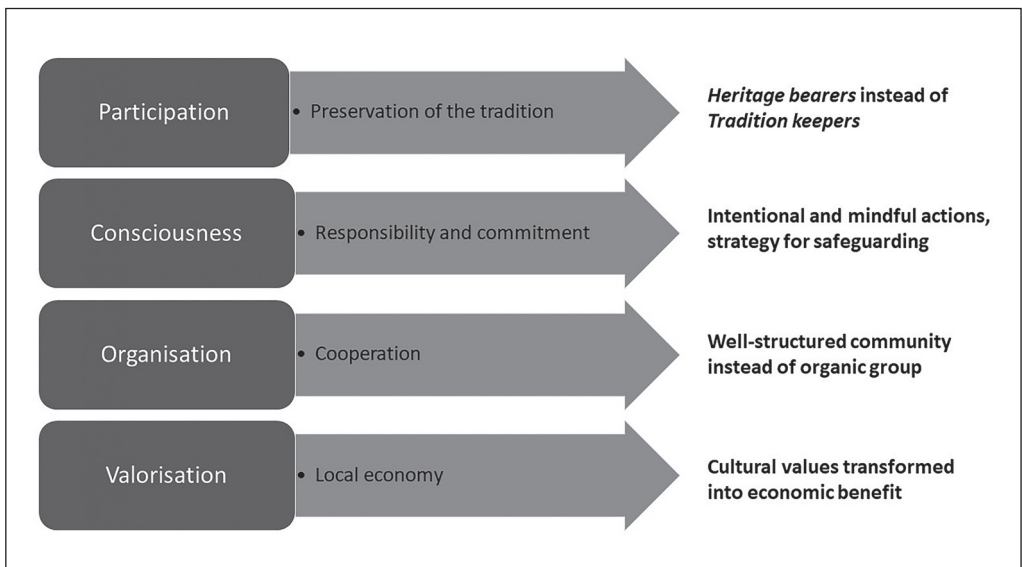 Participation
• Preservation of the tradition
Heritage bearers instead of
Tradition keepers
Consciousness
• Responsibility and commitment
Intentional and mindful actions,
strategy for safeguarding
Organisation
• Cooperation
Well-structured community
instead of organic group
Valorisation
• Local economy
Cultural values transformed
into economic benefit